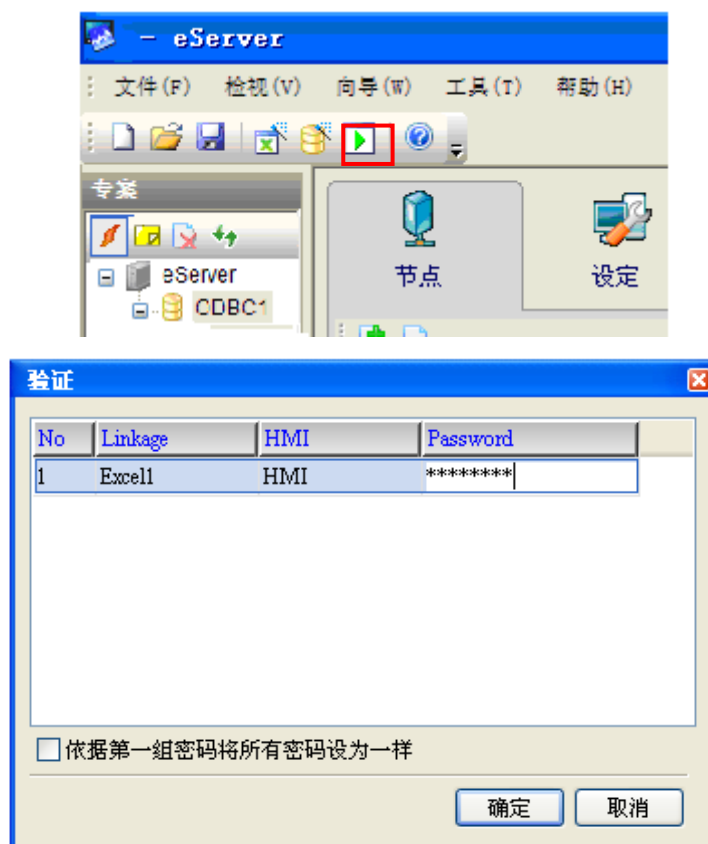 - eServer
文件(F) 检视(V) 向导(W) 工具(T) 帮助(H)
专案
eServer
CDBC1
节点
设定
验证
No Linkage HMI Password
1 Excel1 HMI ********
依据第一组密码将所有密码设为一样
确定 取消